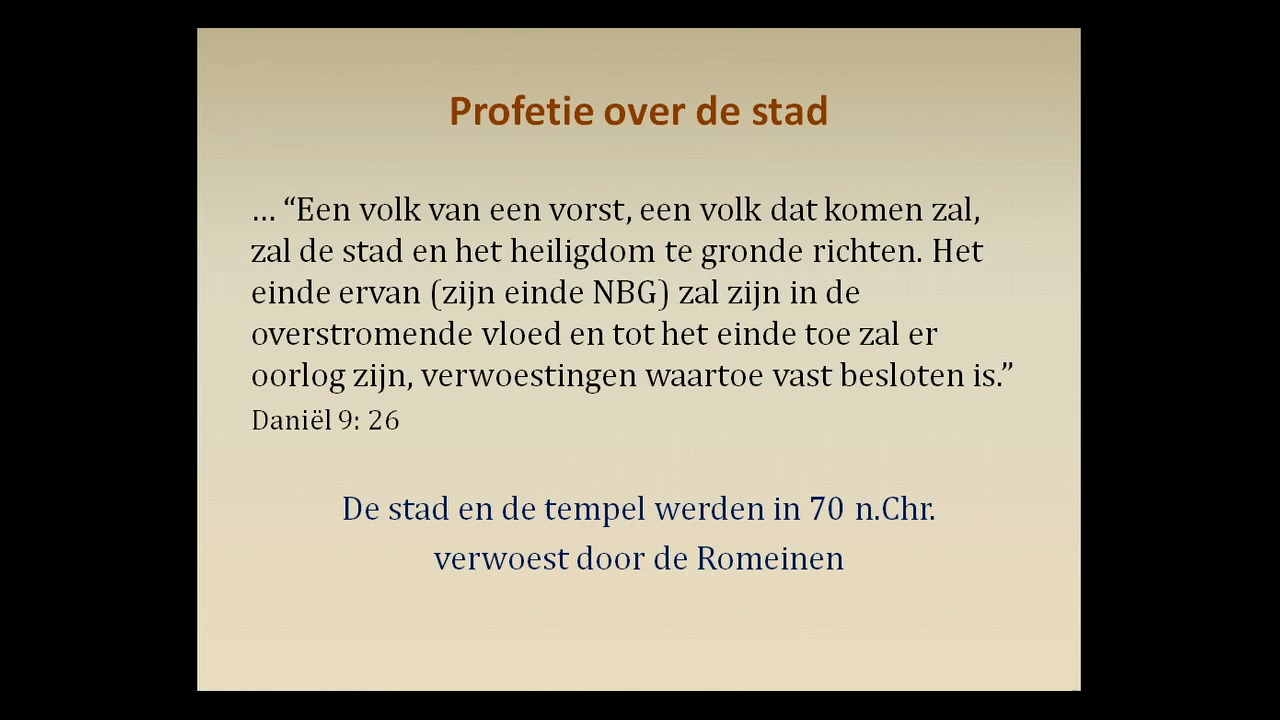 Profetie over de stad
... “Een volk van een vorst, een volk dat komen zal,
zal de stad en het heiligdom te gronde richten. Het
einde ervan (zijn einde NBG) zal zijn in de
overstromende vloed en tot het einde toe zal er
oorlog zijn, verwoestingen waartoe vast besloten is.”
Daniël 9: 26
De stad en de tempel werden in 70 n.Chr.
verwoest door de Romeinen